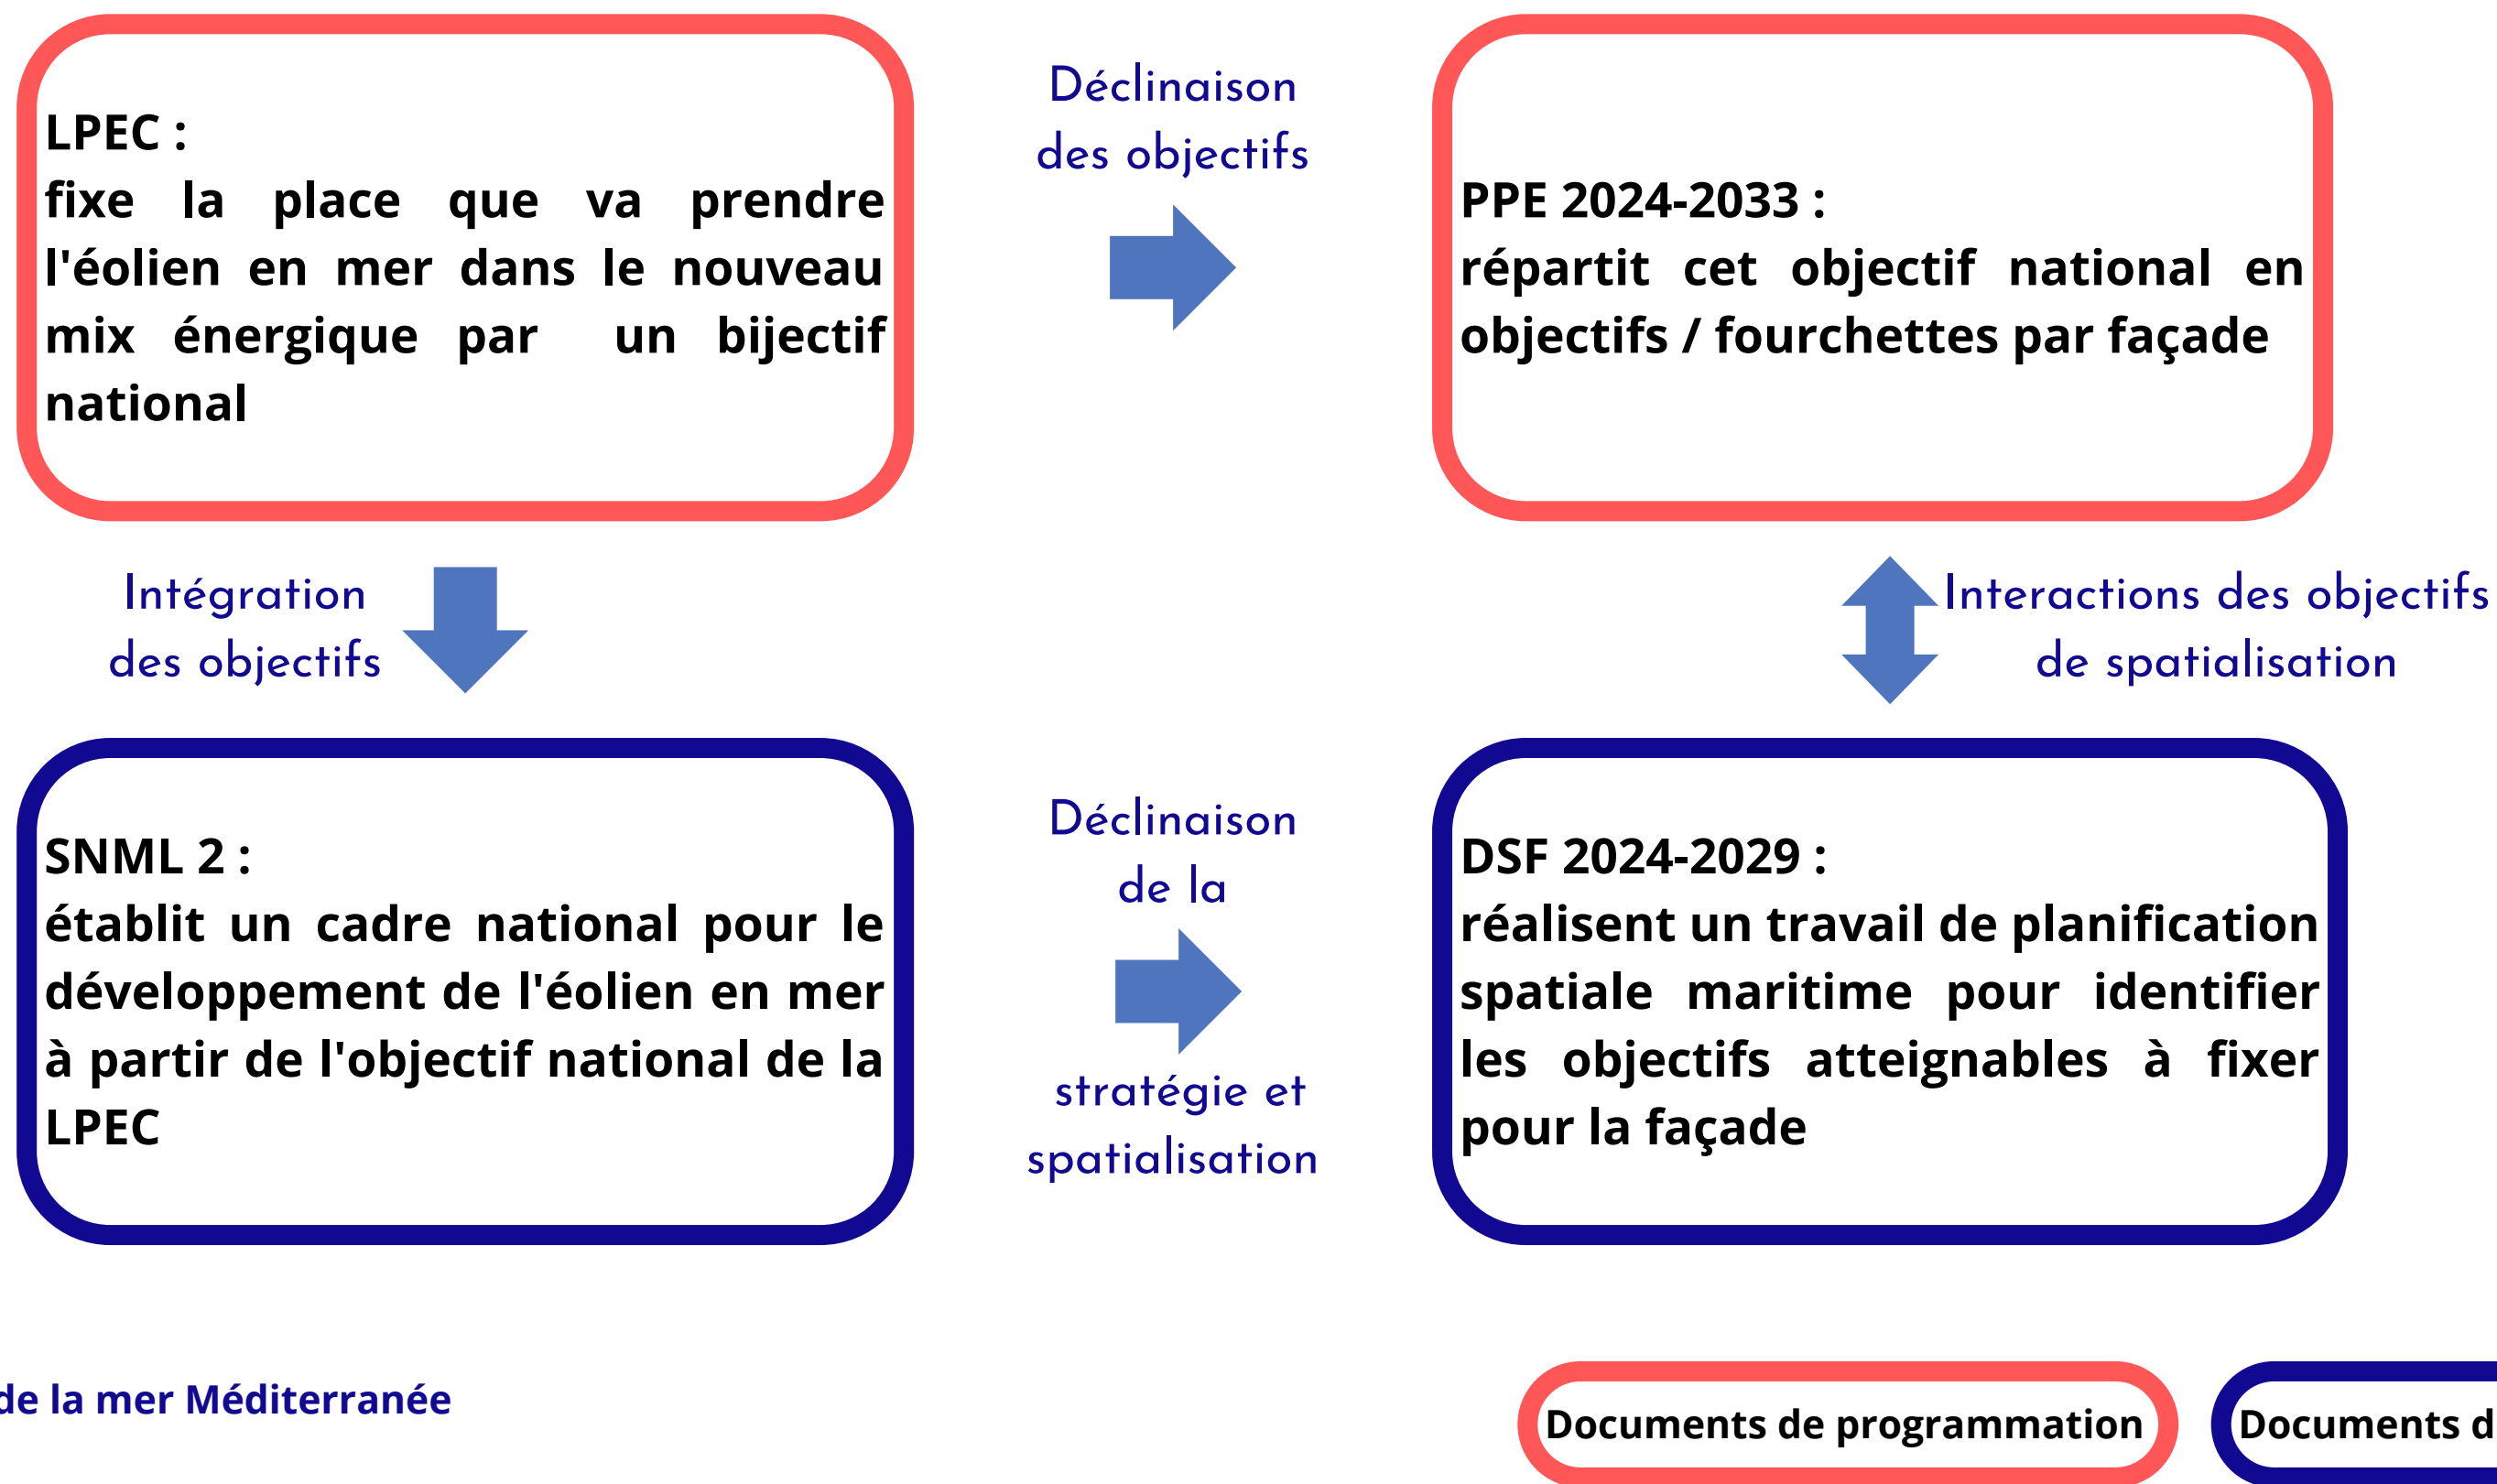 LPEC :
fixe la place que va prendre
l'éolien en mer dans le nouveau
mix énergique par un bijectif
national
Déclinaison
des objectifs
PPE 2024-2033 :
répartit cet objectif national en
objectifs / fourchettes par façade
Intégration
des objectifs
Interactions des objectifs
de spatialisation
SNML 2 :
établit un cadre national pour le
développement de l'éolien en mer
à partir de l'objectif national de la
LPEC
Déclinaison
de la
stratégie et
spatialisation
DSF 2024-2029 :
réalisent un travail de planification
spatiale maritime pour identifier
les objectifs atteignables à fixer
pour la façade
de la mer Méditerranée
Documents de programmation
Documents d